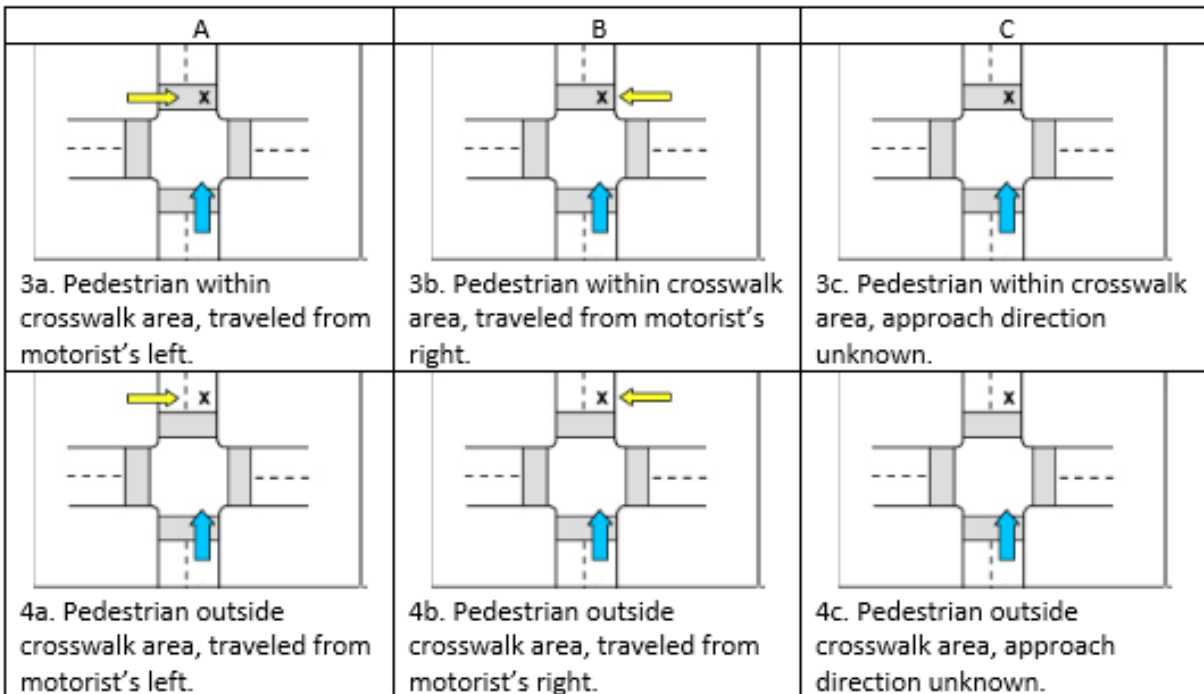 A
B
C
X
X
X
3a. Pedestrian within
crosswalk area, traveled from
motorist's left.
3b. Pedestrian within crosswalk
area, traveled from motorist's
right.
3c. Pedestrian within crosswalk
area, approach direction
unknown.
X
X
X
4a. Pedestrian outside
crosswalk area, traveled from
motorist's left.
4b. Pedestrian outside
crosswalk area, traveled from
motorist's right.
4c. Pedestrian outside
crosswalk area, approach
direction unknown.